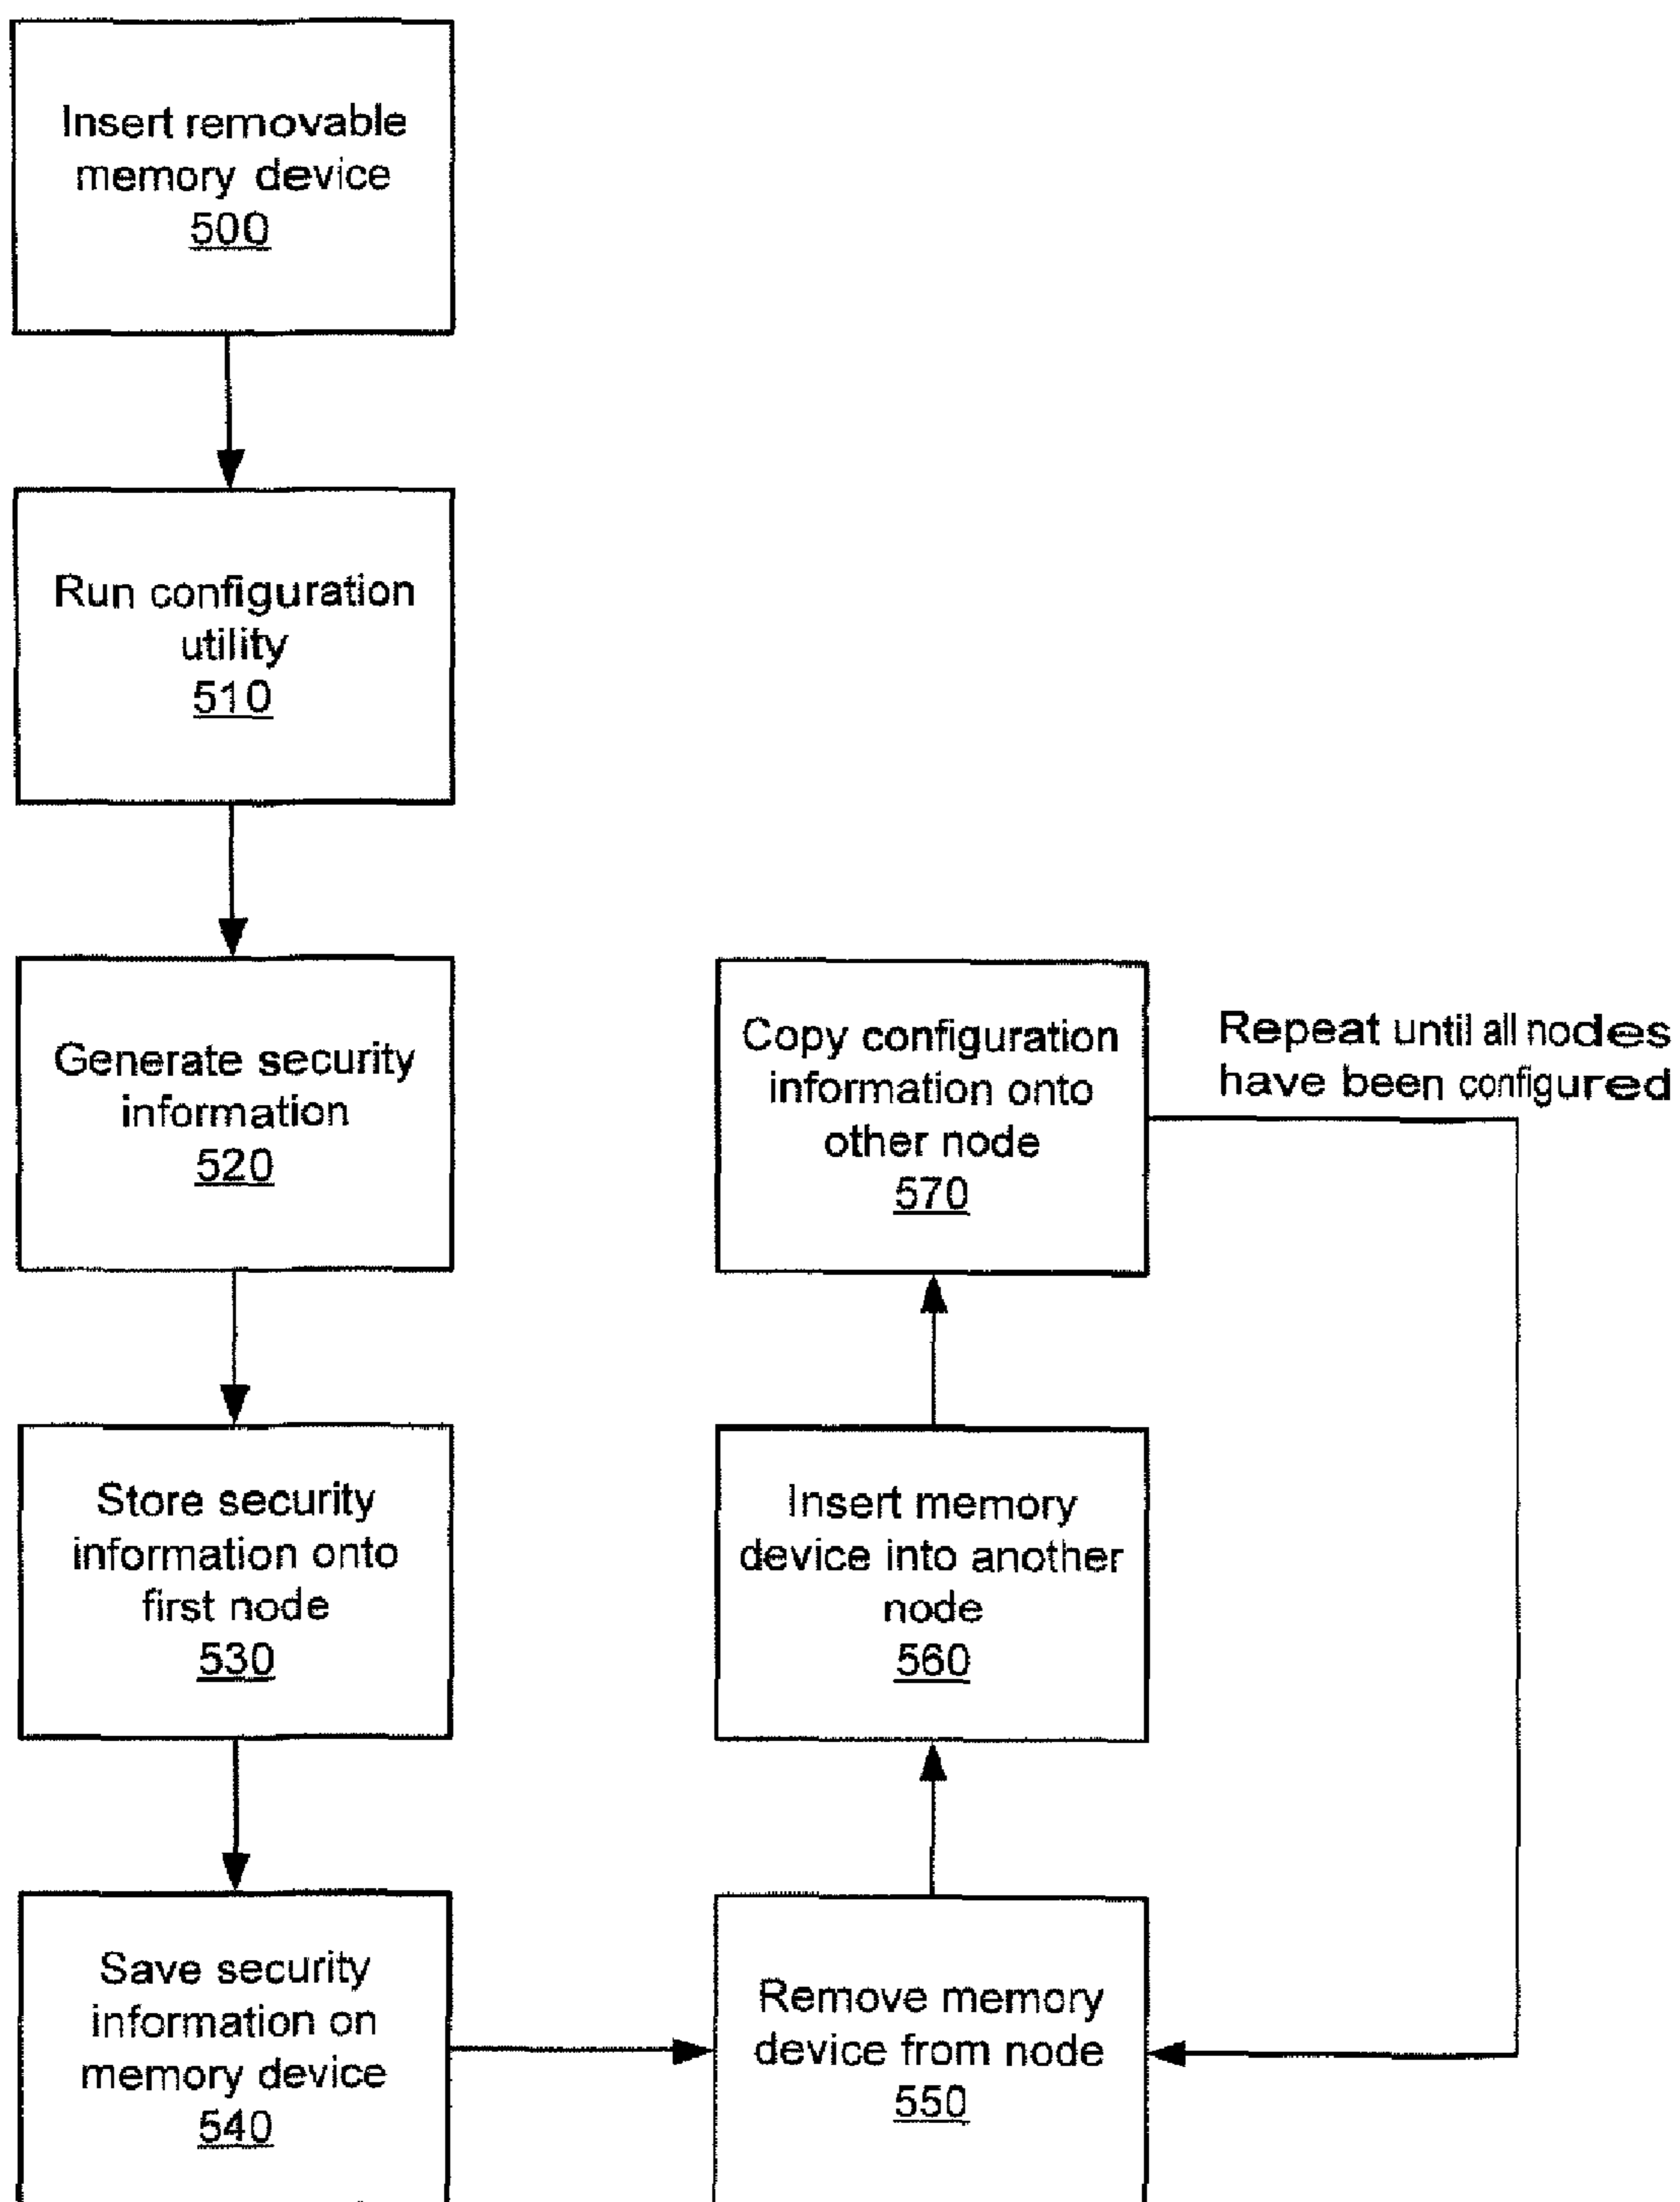 Insert removable
memory device
500
Run configuration
utility
510
Generate security
information
520
Store security
information onto
first node
530
Save security
information on
memory device
540
Remove memory
device from node
550
Insert memory
device into another
node
560
Copy configuration
information onto
other node
570
Repeat until all nodes
have been configured